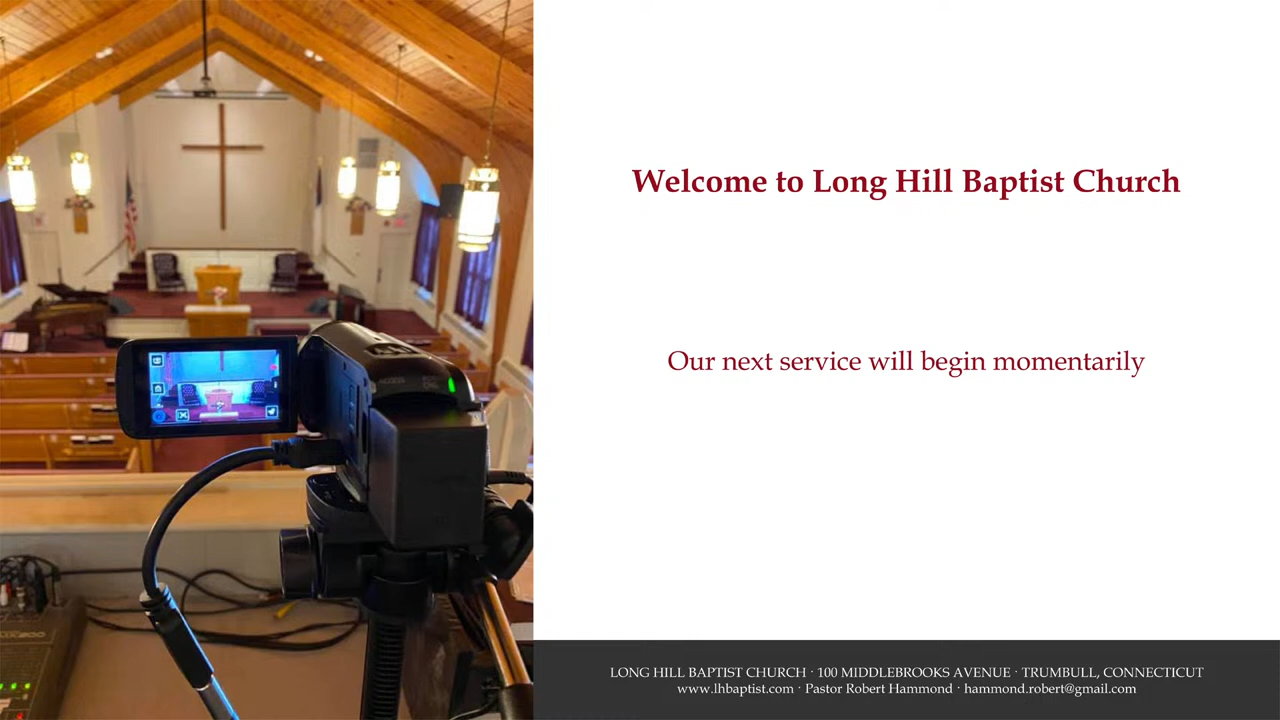 Welcome to Long Hill Baptist Church
Our next service will begin momentarily
LONG HILL BAPTIST CHURCH · 100 MIDDLEBROOKS AVENUE · TRUMBULL, CONNECTICUT
www.lhbaptist.com · Pastor Robert Hammond · hammond.robert@gmail.com